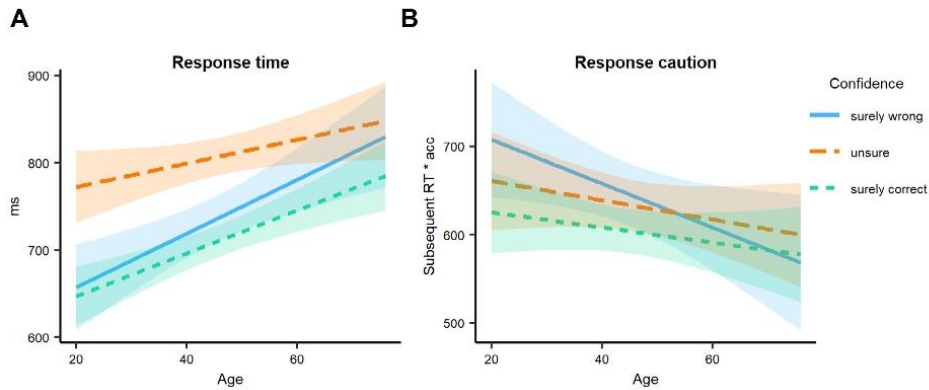 A
B
Response time
Response caution
900
800
700
600
ms
20
40
60
Age
700
600
500
Subsequent RT * acc
20
40
60
Age
Confidence
surely wrong
unsure
surely correct